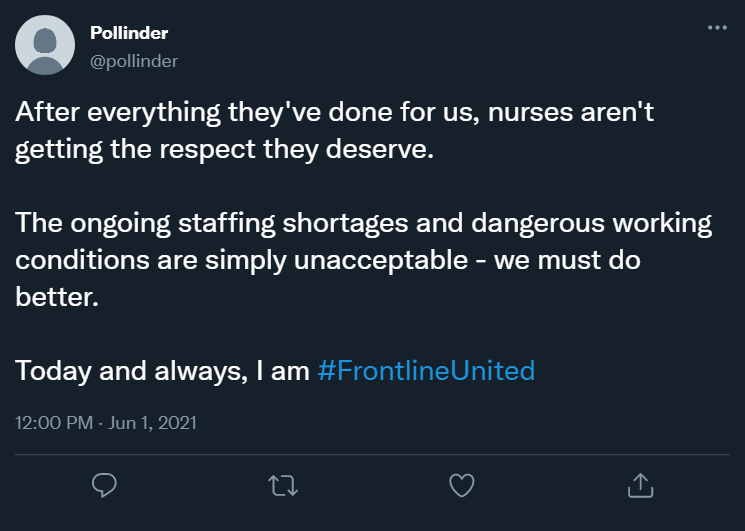 Pollinder
@pollinder
After everything they've done for us, nurses aren't
getting the respect they deserve.
The ongoing staffing shortages and dangerous working
conditions are simply unacceptable - we must do
better.
Today and always, I am #FrontlineUnited
12:00 PM · Jun 1, 2021